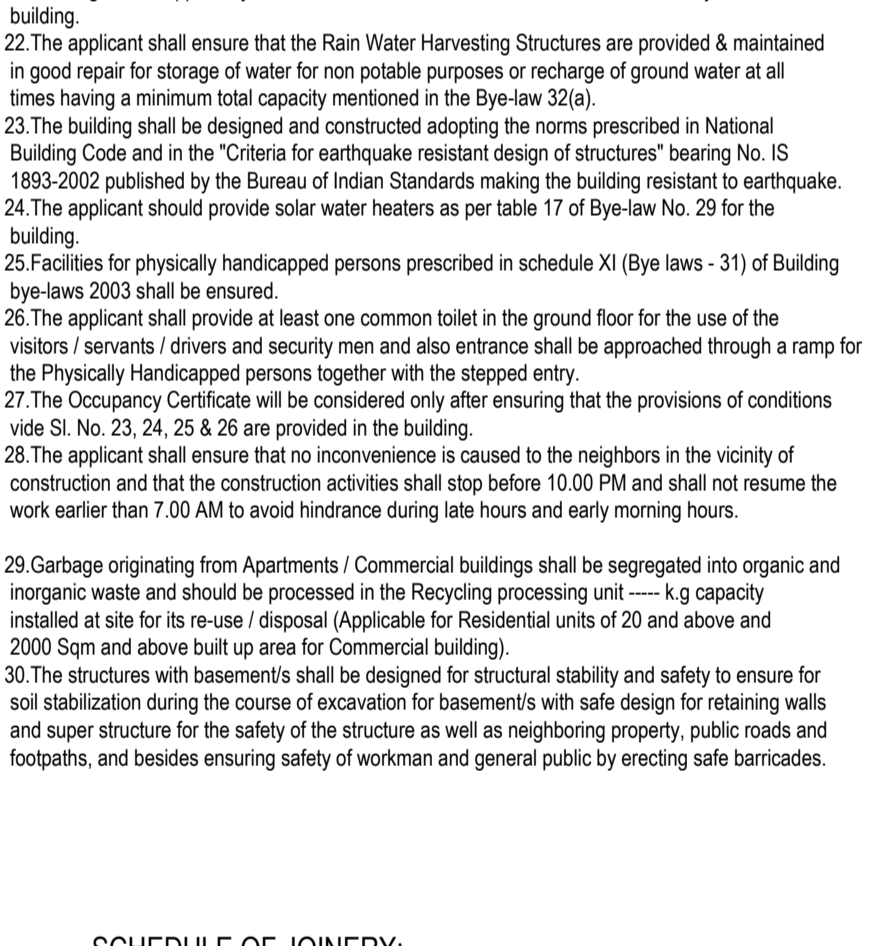 building.
22.The applicant shall ensure that the Rain Water Harvesting Structures are provided & maintained
in good repair for storage of water for non potable purposes or recharge of ground water at all
times having a minimum total capacity mentioned in the Bye-law 32(a).
23.The building shall be designed and constructed adopting the norms prescribed in National
Building Code and in the "Criteria for earthquake resistant design of structures" bearing No. IS
1893-2002 published by the Bureau of Indian Standards making the building resistant to earthquake.
24.The applicant should provide solar water heaters as per table 17 of Bye-law No. 29 for the
building.
25.Facilities for physically handicapped persons prescribed in schedule XI (Bye laws - 31) of Building
bye-laws 2003 shall be ensured.
26.The applicant shall provide at least one common toilet in the ground floor for the use of the
visitors / servants / drivers and security men and also entrance shall be approached through a ramp for
the Physically Handicapped persons together with the stepped entry.
27.The Occupancy Certificate will be considered only after ensuring that the provisions of conditions
vide Sl. No. 23, 24, 25 & 26 are provided in the building.
28.The applicant shall ensure that no inconvenience is caused to the neighbors in the vicinity of
construction and that the construction activities shall stop before 10.00 PM and shall not resume the
work earlier than 7.00 AM to avoid hindrance during late hours and early morning hours.
29.Garbage originating from Apartments / Commercial buildings shall be segregated into organic and
inorganic waste and should be processed in the Recycling processing unit ----- k.g capacity
installed at site for its re-use / disposal (Applicable for Residential units of 20 and above and
2000 Sqm and above built up area for Commercial building).
30.The structures with basement/s shall be designed for structural stability and safety to ensure for
soil stabilization during the course of excavation for basement/s with safe design for retaining walls
and super structure for the safety of the structure as well as neighboring property, public roads and
footpaths, and besides ensuring safety of workman and general public by erecting safe barricades.
SCHEDULE OF JOINERY: